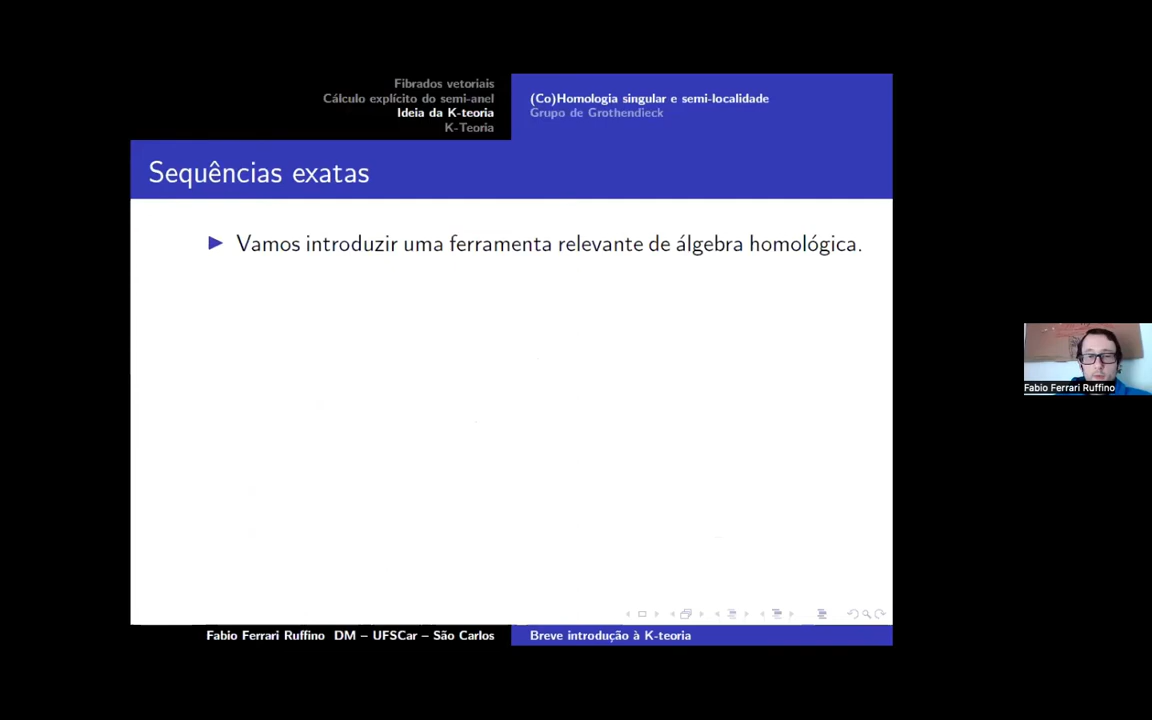 Fibrados vetoriais
Cálculo explícito do semi-anel
Ideia da K-teoria
K-Teoria
(Co)Homologia singular e semi-localidade
Grupo de Grothendieck
Sequências exatas
Vamos introduzir uma ferramenta relevante de álgebra homológica.
Fabio Ferrari Ruffino
Fabio Ferrari Ruffino DM – UFSCar – São Carlos
Breve introdução à K-teoria